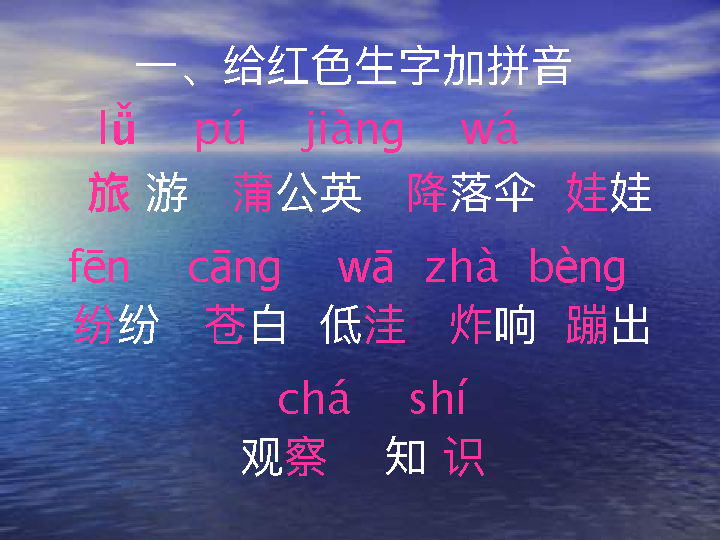 一、给红色生字加拼音
lǚ pú jiàng wá
旅游 蒲公英 降落伞 娃娃
fēn cāng wā zhà bèng
纷纷 苍白 低洼 炸响 蹦出
chá shí
观察 知识